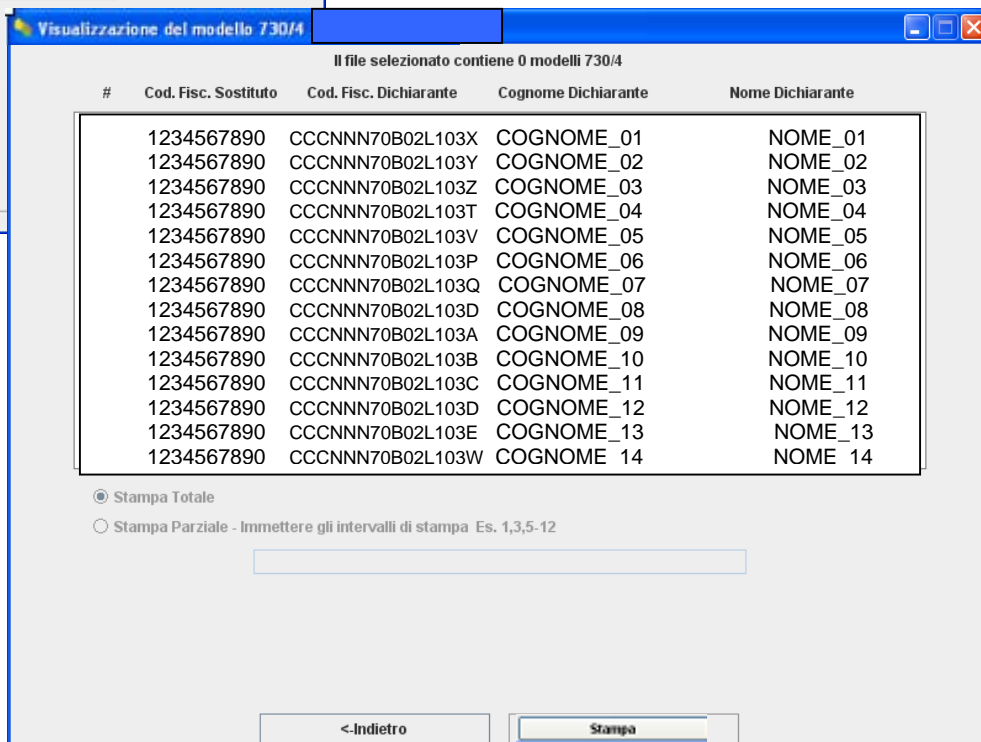 Visualizzazione del modello 730/4
Il file selezionato contiene 0 modelli 730/4
# Cod. Fisc. Sostituto Cod. Fisc. Dichiarante Cognome Dichiarante Nome Dichiarante
1234567890 CCCNNN70B02L103X COGNOME_01 NOME_01
1234567890 CCCNNN70B02L103Y COGNOME_02 NOME_02
1234567890 CCCNNN70B02L103Z COGNOME_03 NOME_03
1234567890 CCCNNN70B02L103T COGNOME_04 NOME_04
1234567890 CCCNNN70B02L103V COGNOME_05 NOME_05
1234567890 CCCNNN70B02L103P COGNOME_06 NOME_06
1234567890 CCCNNN70B02L103Q COGNOME_07 NOME_07
1234567890 CCCNNN70B02L103D COGNOME_08 NOME_08
1234567890 CCCNNN70B02L103A COGNOME_09 NOME_09
1234567890 CCCNNN70B02L103B COGNOME_10 NOME_10
1234567890 CCCNNN70B02L103C COGNOME_11 NOME_11
1234567890 CCCNNN70B02L103D COGNOME_12 NOME_12
1234567890 CCCNNN70B02L103E COGNOME_13 NOME_13
1234567890 CCCNNN70B02L103W COGNOME 14 NOME 14
Stampa Totale
Stampa Parziale - Immettere gli intervalli di stampa Es. 1,3,5-12
<-Indietro Stampa